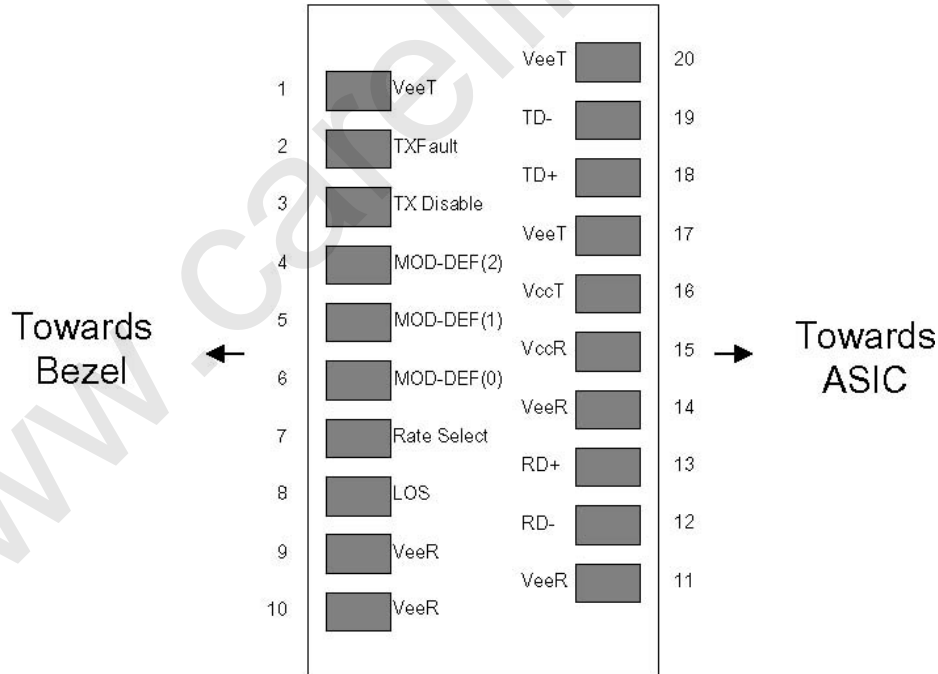 1 VeeT
2 TXFault
3 TX Disable
4 MOD-DEF(2)
5 MOD-DEF(1)
6 MOD-DEF(0)
7 Rate Select
8 LOS
9 VeeR
10 VeeR
VeeT 20
TD- 19
TD+ 18
VeeT 17
VccT 16
VccR 15
VeeR 14
RD+ 13
RD- 12
VeeR 11
Towards
Bezel
Towards
ASIC